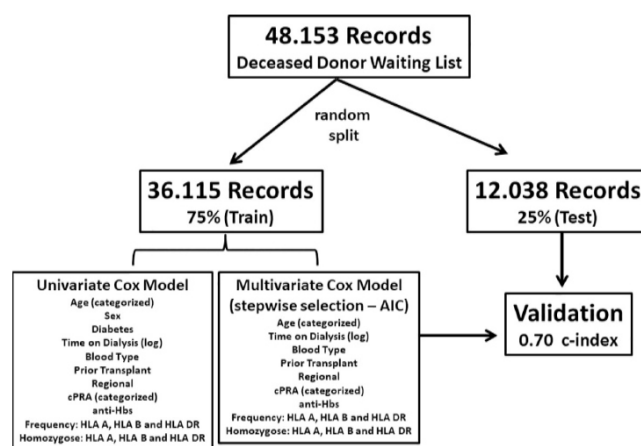 48.153 Records
Deceased Donor Waiting List
random
split
36.115 Records
75% (Train)
12.038 Records
25% (Test)
Univariate Cox Model
Age (categorized)
Sex
Diabetes
Time on Dialysis (log)
Blood Type
Prior Transplant
Regional
cPRA (categorized)
anti-Hbs
Frequency: HLA A, HLA B and HLA DR
Homozygose: HLA A, HLA B and HLA DR
Multivariate Cox Model
(stepwise selection – AIC)
Age (categorized)
Time on Dialysis (log)
Blood Type
Prior Transplant
Regional
cPRA (categorized)
anti-Hbs
Frequency: HLA A, HLA B and HLA DR
Homozygose: HLA A, HLA B and HLA DR
Validation
0.70 c-index